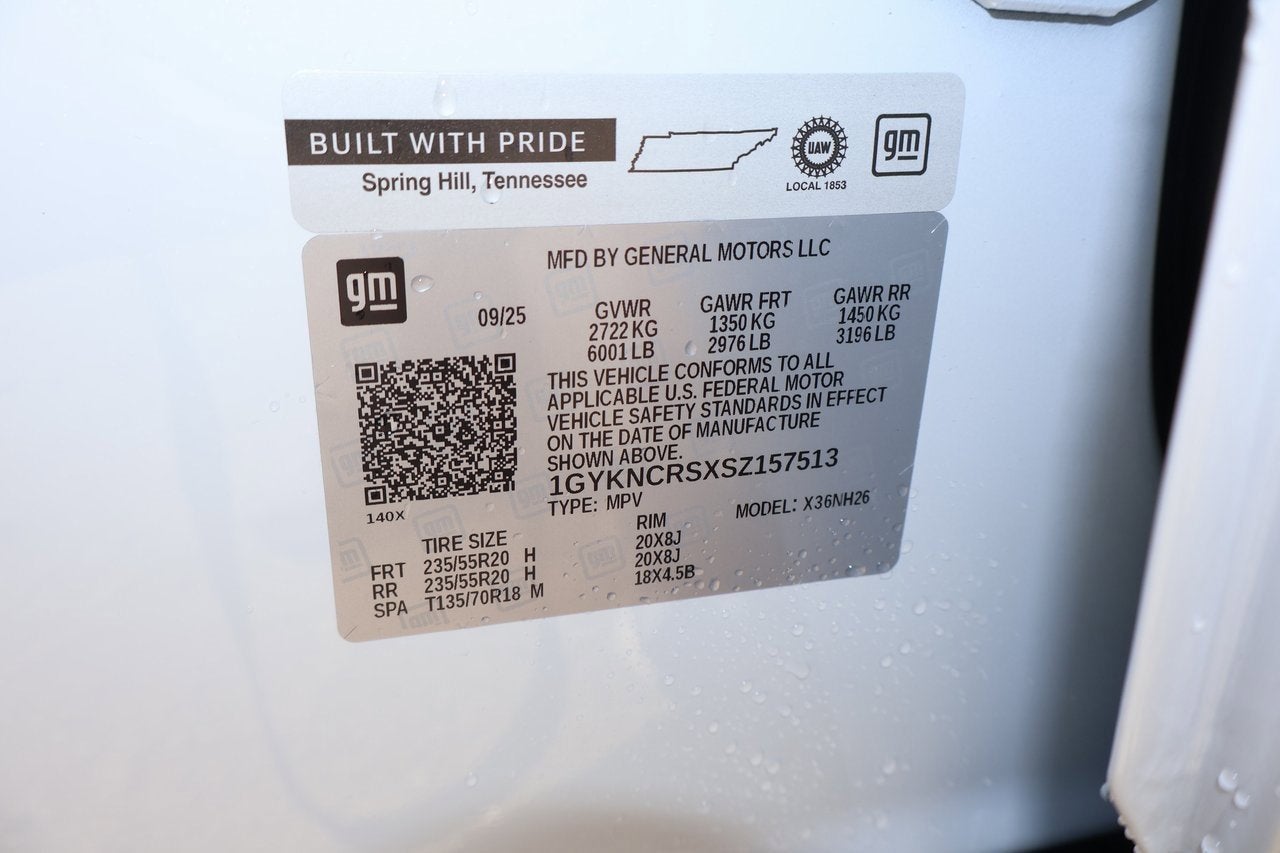 BUILT WITH PRIDE
Spring Hill, Tennessee
UAW
LOCAL 1853
gm
MFD BY GENERAL MOTORS LLC
gm
09/25
GVWR
2722 KG
6001 LB
GAWR FRT
1350 KG
2976 LB
GAWR RR
1450 KG
3196 LB
THIS VEHICLE CONFORMS TO ALL
APPLICABLE U.S. FEDERAL MOTOR
VEHICLE SAFETY STANDARDS IN EFFECT
ON THE DATE OF MANUFACTURE
SHOWN ABOVE.
1GYKNCRSXSZ157513
TYPE: MPV MODEL: X36NH26
140X
TIRE SIZE RIM
FRT 235/55R20 H 20X8J
RR 235/55R20 H 20X8J
SPA T135/70R18 M 18X4.5B